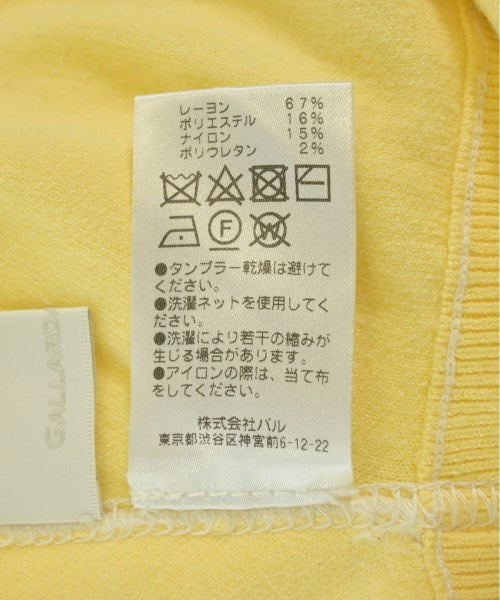 レーヨン 67%
ポリエステル 16%
ナイロン 15%
ポリウレタン 2%
F W
●タンブラー乾燥は避けて
ください。
●洗濯ネットを使用してく
ださい。
●洗濯により若干の縮みが
生じる場合があります。
●アイロンの際は、当て布
をしてください。
株式会社パル
東京都渋谷区神宮前6-12-22
GALLARD